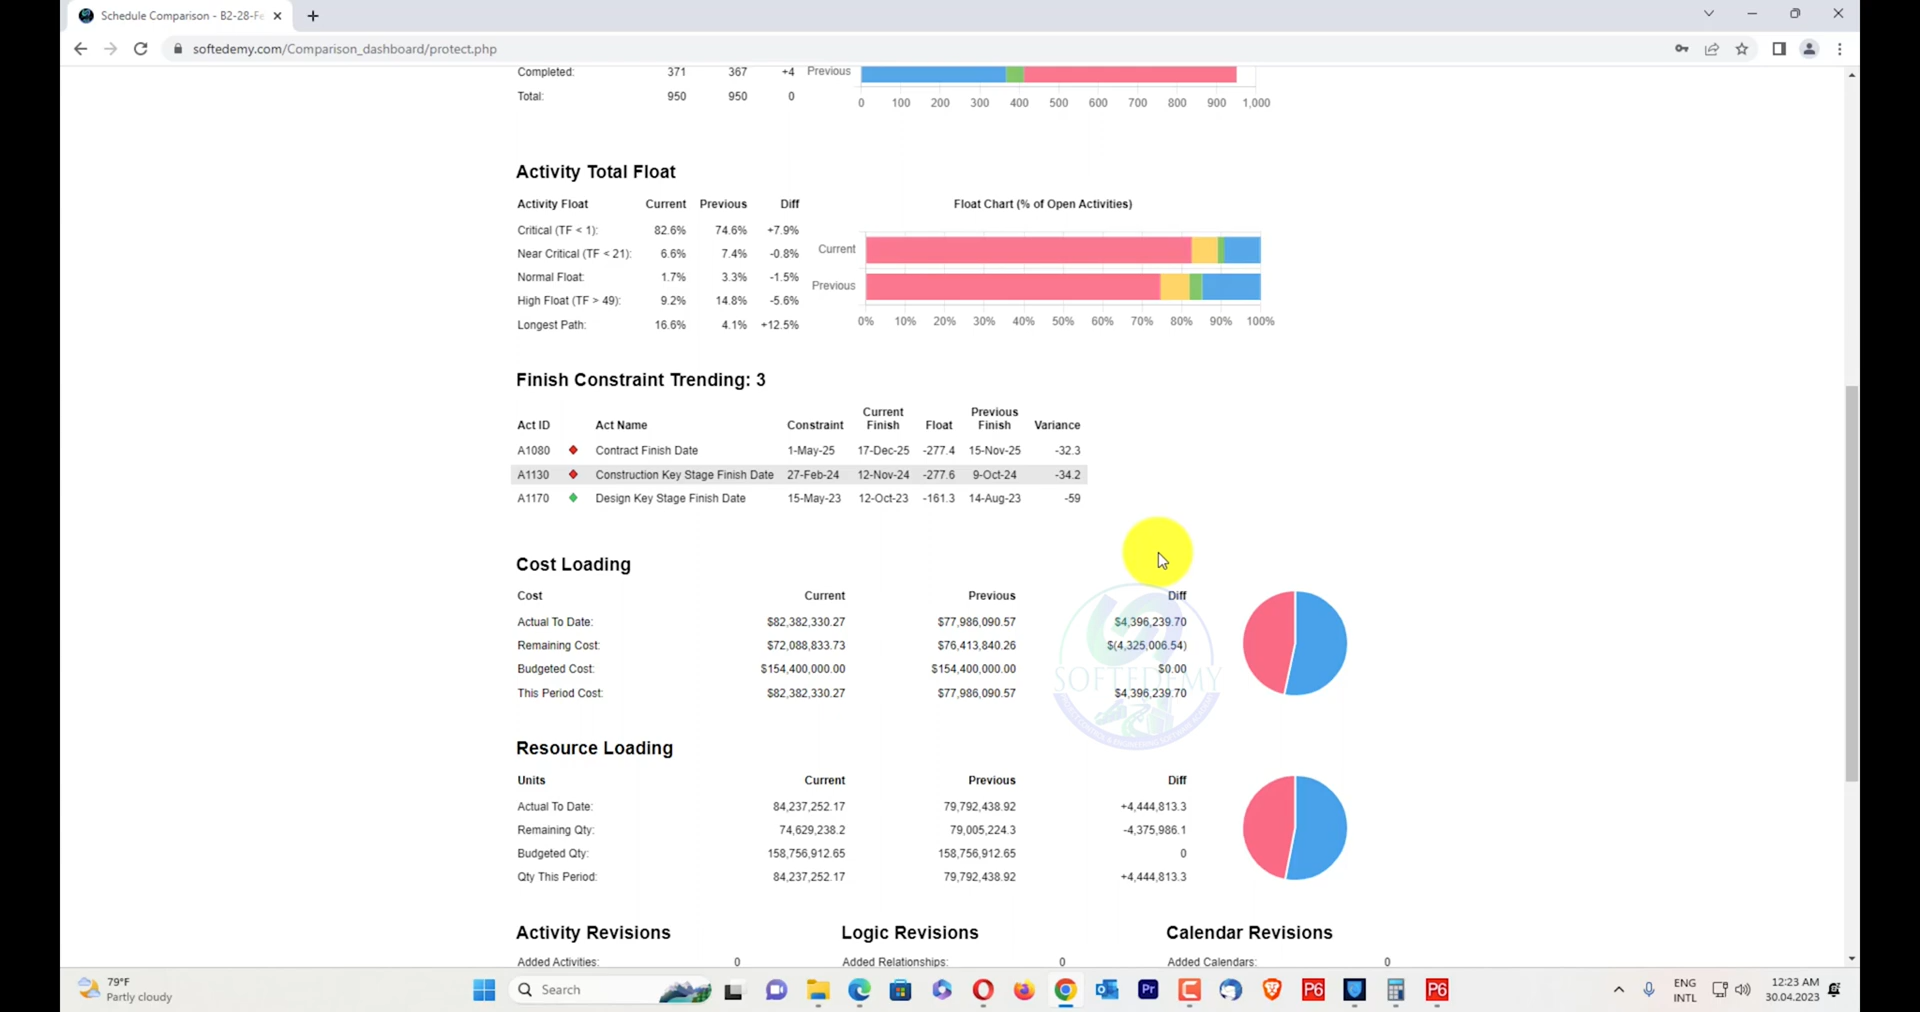 Schedule Comparison - B2-28-Fe
softedemy.com/Comparison_dashboard/protect.php
Completed: 371 367 +4
Total: 950 950 0
Previous
0 100 200 300 400 500 600 700 800 900 1,000
Activity Total Float
Activity Float Current Previous Diff
Critical (TF < 1): 82.6% 74.6% +7.9%
Near Critical (TF < 21): 6.6% 7.4% -0.8%
Normal Float: 1.7% 3.3% -1.5%
High Float (TF > 49): 9.2% 14.8% -5.6%
Longest Path: 16.6% 4.1% +12.5%
Float Chart (% of Open Activities)
Current
Previous
0% 10% 20% 30% 40% 50% 60% 70% 80% 90% 100%
Finish Constraint Trending: 3
Act ID Act Name Constraint Current Finish Float Previous Finish Variance
A1080 Contract Finish Date 1-May-25 17-Dec-25 -277.4 15-Nov-25 -32.3
A1130 Construction Key Stage Finish Date 27-Feb-24 12-Nov-24 -277.6 9-Oct-24 -34.2
A1170 Design Key Stage Finish Date 15-May-23 12-Oct-23 -161.3 14-Aug-23 -59
Cost Loading
Cost Current Previous Diff
Actual To Date: $82,382,330.27 $77,986,090.57 $4,396,239.70
Remaining Cost: $72,088,833.73 $76,413,840.26 $(4,325,006.54)
Budgeted Cost: $154,400,000.00 $154,400,000.00 $0.00
This Period Cost: $82,382,330.27 $77,986,090.57 $4,396,239.70
SOFTEDEMY
Resource Loading
Units Current Previous Diff
Actual To Date: 84,237,252.17 79,792,438.92 +4,444,813.3
Remaining Qty: 74,629,238.2 79,005,224.3 -4,375,986.1
Budgeted Qty: 158,756,912.65 158,756,912.65 0
Qty This Period: 84,237,252.17 79,792,438.92 +4,444,813.3
Activity Revisions Logic Revisions Calendar Revisions
Added Activities: 0 Added Relationships: 0 Added Calendars: 0
79°F
Partly cloudy
Search
Pr
P6
P6
ENG
INTL
12:23 AM
30.04.2023